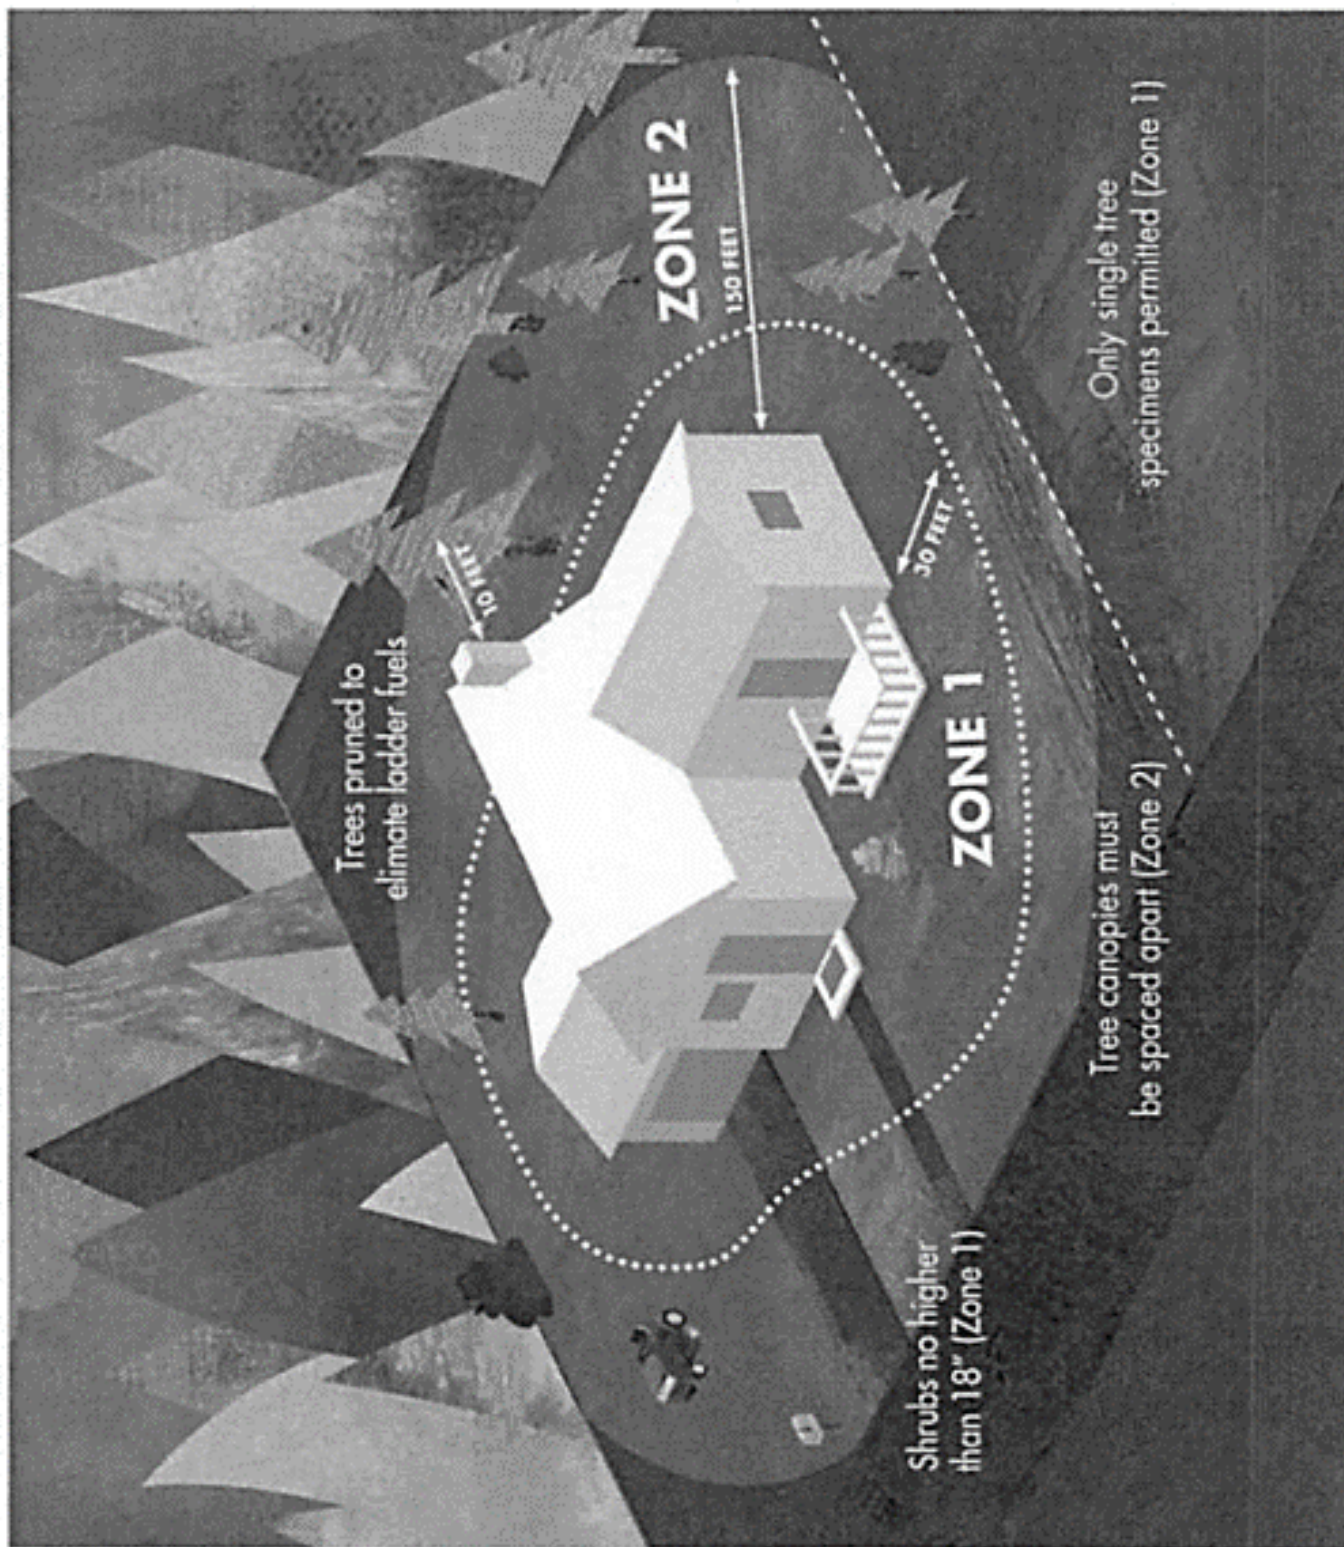 Trees pruned to
elimate ladder fuels
10 FEET
ZONE 2
150 FEET
30 FEET
ZONE 1
Shrubs no higher
than 18" (Zone 1)
Tree canopies must
be spaced apart (Zone 2)
Only single tree
specimens permitted (Zone 1)